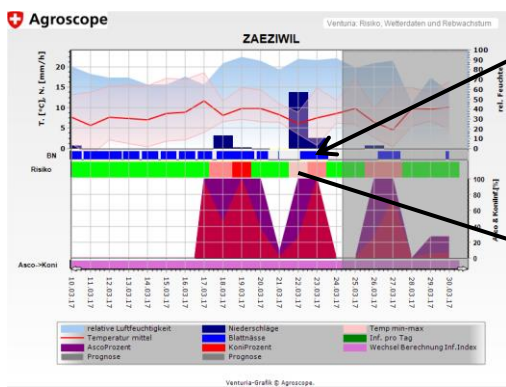 Agroscope
Venturia: Risiko, Wetterdaten und Rebwachstum
ZAEZIWIL
T. [°C], N. [mm/h]
20
15
10
5
0
100
90
80
70
60
50
40
30
20
10
0
rel. Feuchte
BN
Risiko
100
80
60
40
20
0
Asco & KoniInf.[%]
Asco->Koni
10.03.17
11.03.17
12.03.17
13.03.17
14.03.17
15.03.17
16.03.17
17.03.17
18.03.17
19.03.17
20.03.17
21.03.17
22.03.17
23.03.17
24.03.17
25.03.17
26.03.17
27.03.17
28.03.17
29.03.17
30.03.17
relative Luftfeuchtigkeit
Niederschläge
Temp min-max
Temperatur mittel
Blattnässe
Inf. pro Tag
AscoProzent
KoniProzent
Wechsel Berechnung Inf.Index
Prognose
Prognose
Venturia-Grafik © Agroscope.